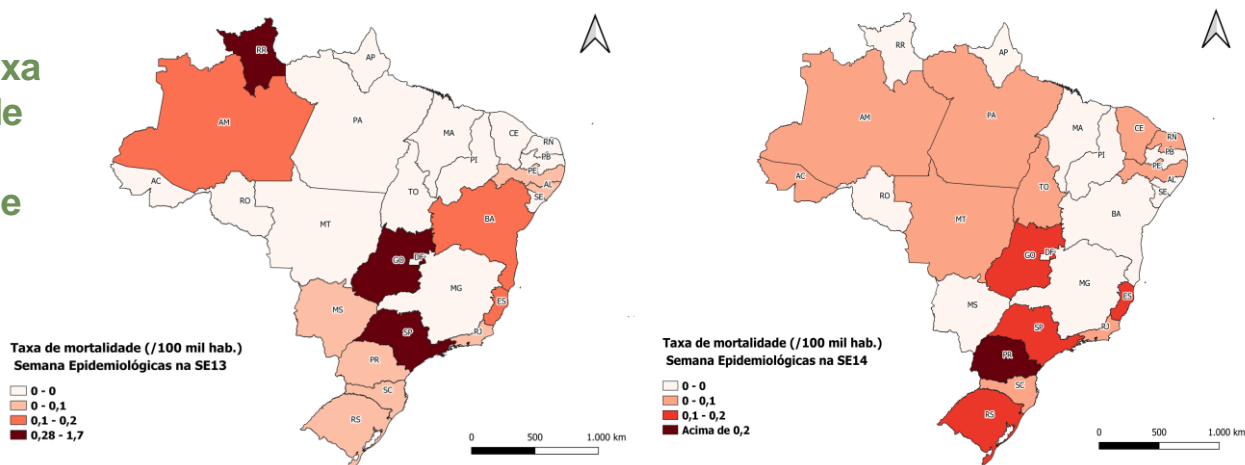 xa
de
e
RR
AP
AM
PA
MA
CE
RN
PB
PI
PE
AL
SE
AC
TO
RO
BA
MT
GO
DF
MG
MS
ES
SP
RJ
PR
SC
RS
Taxa de mortalidade (/100 mil hab.)
Semana Epidemiológicas na SE13
0 - 0
0 - 0,1
0,1 - 0,2
0,28 - 1,7
0 500 1.000 km
RR
AP
AM
PA
MA
CE
RN
PB
PI
PE
AL
SE
AC
TO
RO
BA
MT
GO
DF
MG
MS
ES
SP
RJ
PR
SC
RS
Taxa de mortalidade (/100 mil hab.)
Semana Epidemiológicas na SE14
0 - 0
0 - 0,1
0,1 - 0,2
Acima de 0,2
0 500 1.000 km